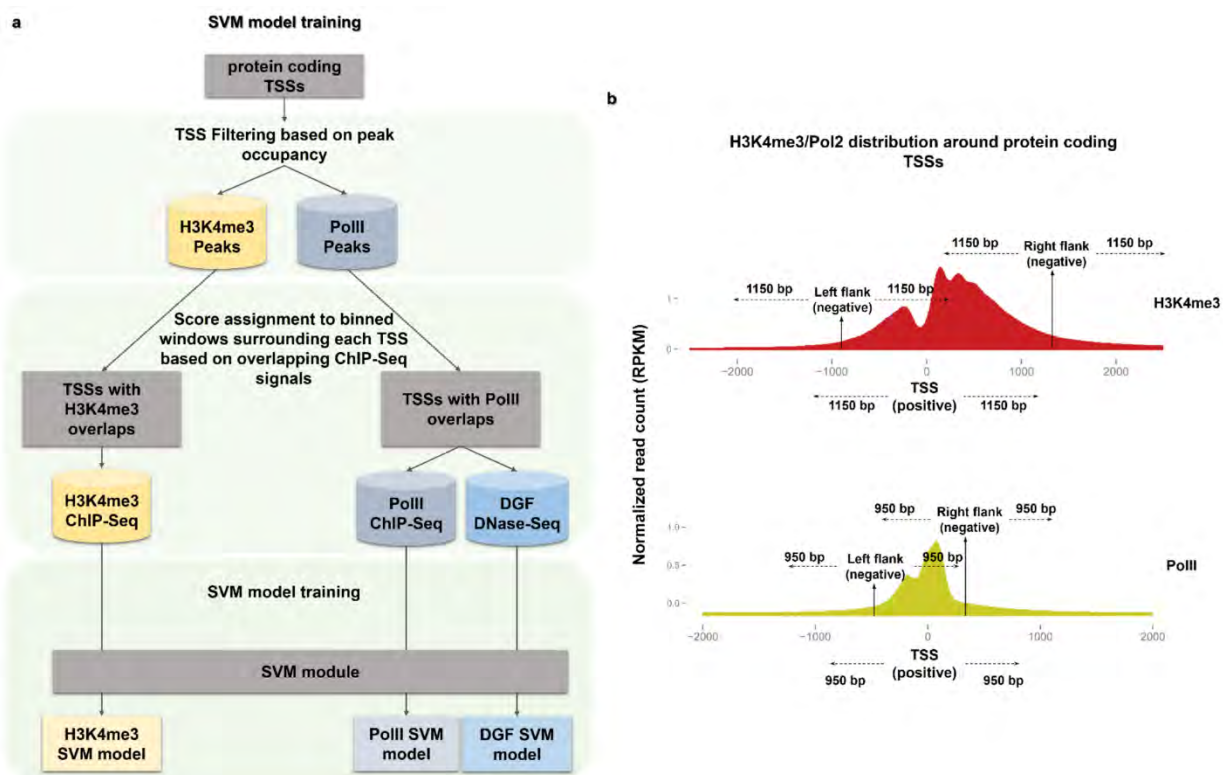 a
SVM model training
protein coding
TSSs
TSS Filtering based on peak
occupancy
H3K4me3
Peaks
PolII
Peaks
Score assignment to binned
windows surrounding each TSS
based on overlapping ChIP-Seq
signals
TSSs with
H3K4me3
overlaps
TSSs with PolII
overlaps
H3K4me3
ChIP-Seq
PolII
ChIP-Seq
DGF
DNase-Seq
SVM model training
SVM module
H3K4me3
SVM model
PolII SVM
model
DGF SVM
model
b
H3K4me3/Pol2 distribution around protein coding
TSSs
Normalized read count (RPKM)
1150 bp
Right flank
(negative)
1150 bp
1150 bp
Left flank
(negative)
1150 bp
H3K4me3
1
0
−2000
−1000
0
1000
2000
TSS
(positive)
1150 bp
1150 bp
950 bp
Right flank
(negative)
950 bp
950 bp
Left flank
(negative)
950 bp
PolII
1.0
0.5
0.0
−2000
−1000
0
1000
2000
TSS
(positive)
950 bp
950 bp